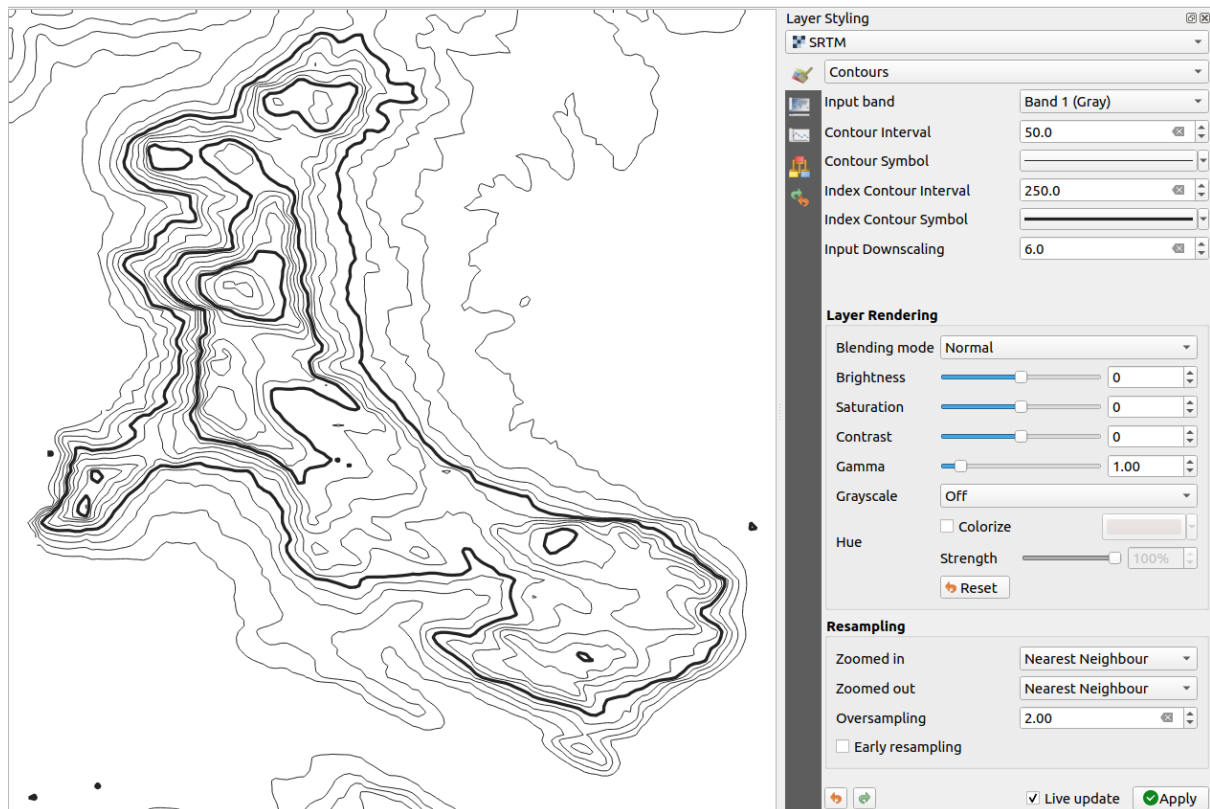 Layer Styling
SRTM
Contours
Input band Band 1 (Gray)
Contour Interval 50.0
Contour Symbol
Index Contour Interval 250.0
Index Contour Symbol
Input Downscaling 6.0
Layer Rendering
Blending mode Normal
Brightness 0
Saturation 0
Contrast 0
Gamma 1.00
Grayscale Off
Colorize
Hue
Strength 100%
Reset
Resampling
Zoomed in Nearest Neighbour
Zoomed out Nearest Neighbour
Oversampling 2.00
Early resampling
Live update Apply